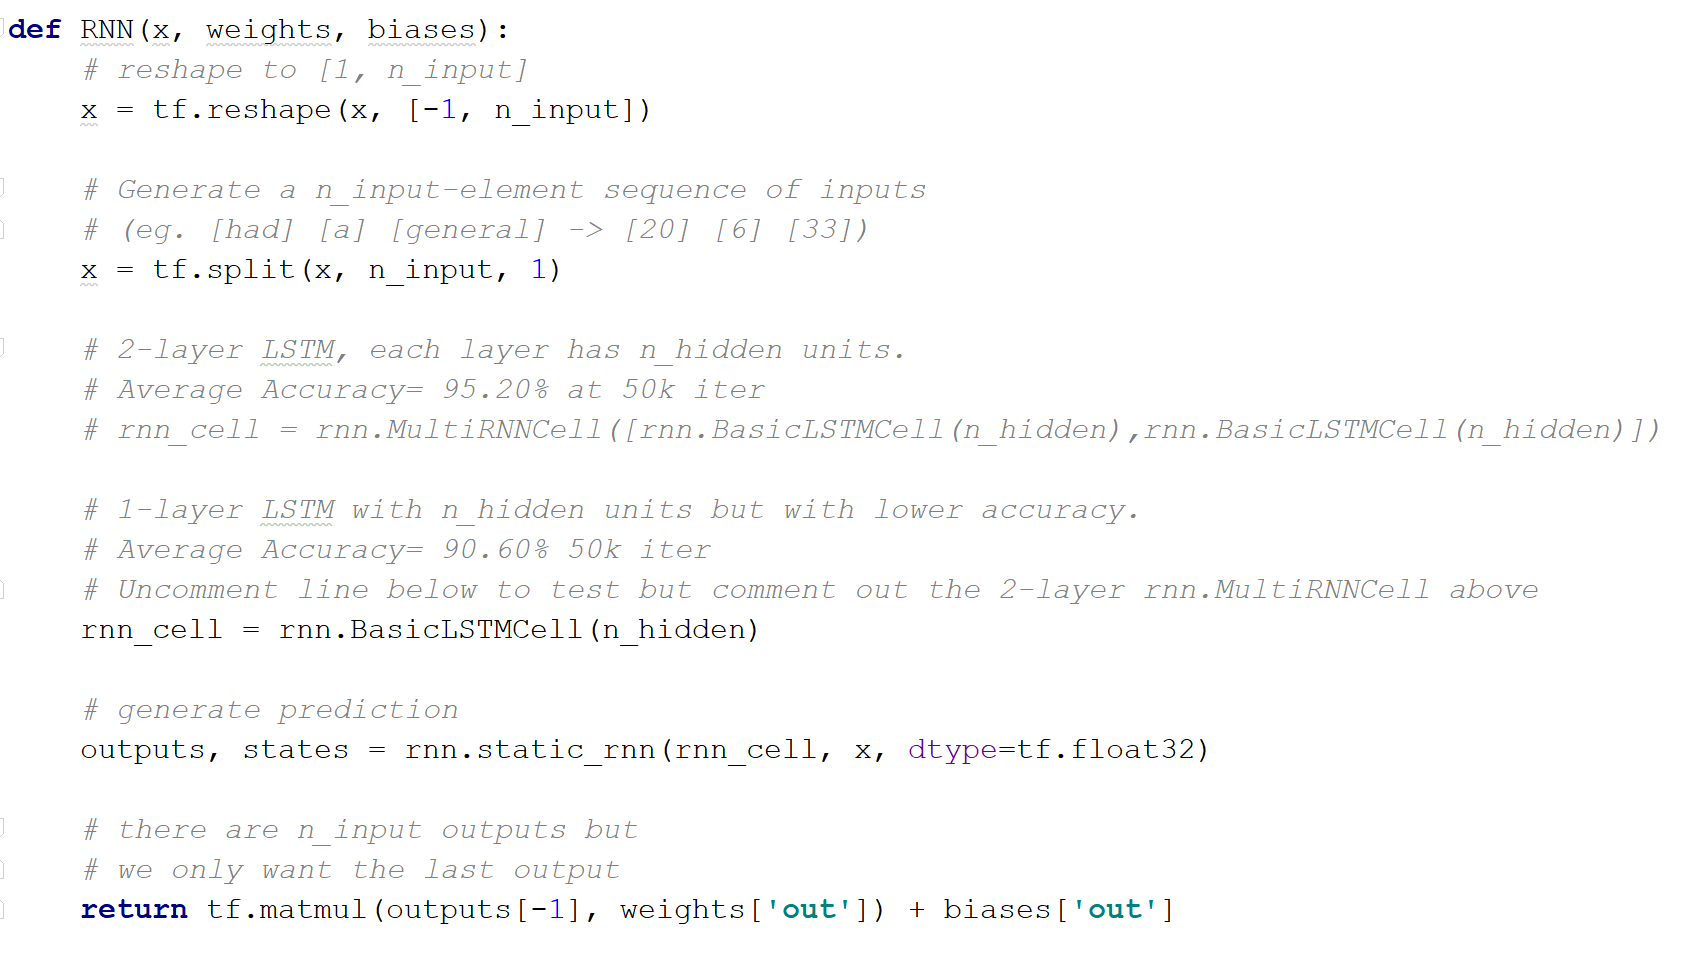 def RNN(x, weights, biases):
    # reshape to [1, n_input]
    x = tf.reshape(x, [-1, n_input])

    # Generate a n_input-element sequence of inputs
    # (eg. [had] [a] [general] -> [20] [6] [33])
    x = tf.split(x, n_input, 1)

    # 2-layer LSTM, each layer has n_hidden units.
    # Average Accuracy= 95.20% at 50k iter
    # rnn_cell = rnn.MultiRNNCell([rnn.BasicLSTMCell(n_hidden),rnn.BasicLSTMCell(n_hidden)])

    # 1-layer LSTM with n_hidden units but with lower accuracy.
    # Average Accuracy= 90.60% 50k iter
    # Uncomment line below to test but comment out the 2-layer rnn.MultiRNNCell above
    rnn_cell = rnn.BasicLSTMCell(n_hidden)

    # generate prediction
    outputs, states = rnn.static_rnn(rnn_cell, x, dtype=tf.float32)

    # there are n_input outputs but
    # we only want the last output
    return tf.matmul(outputs[-1], weights['out']) + biases['out']